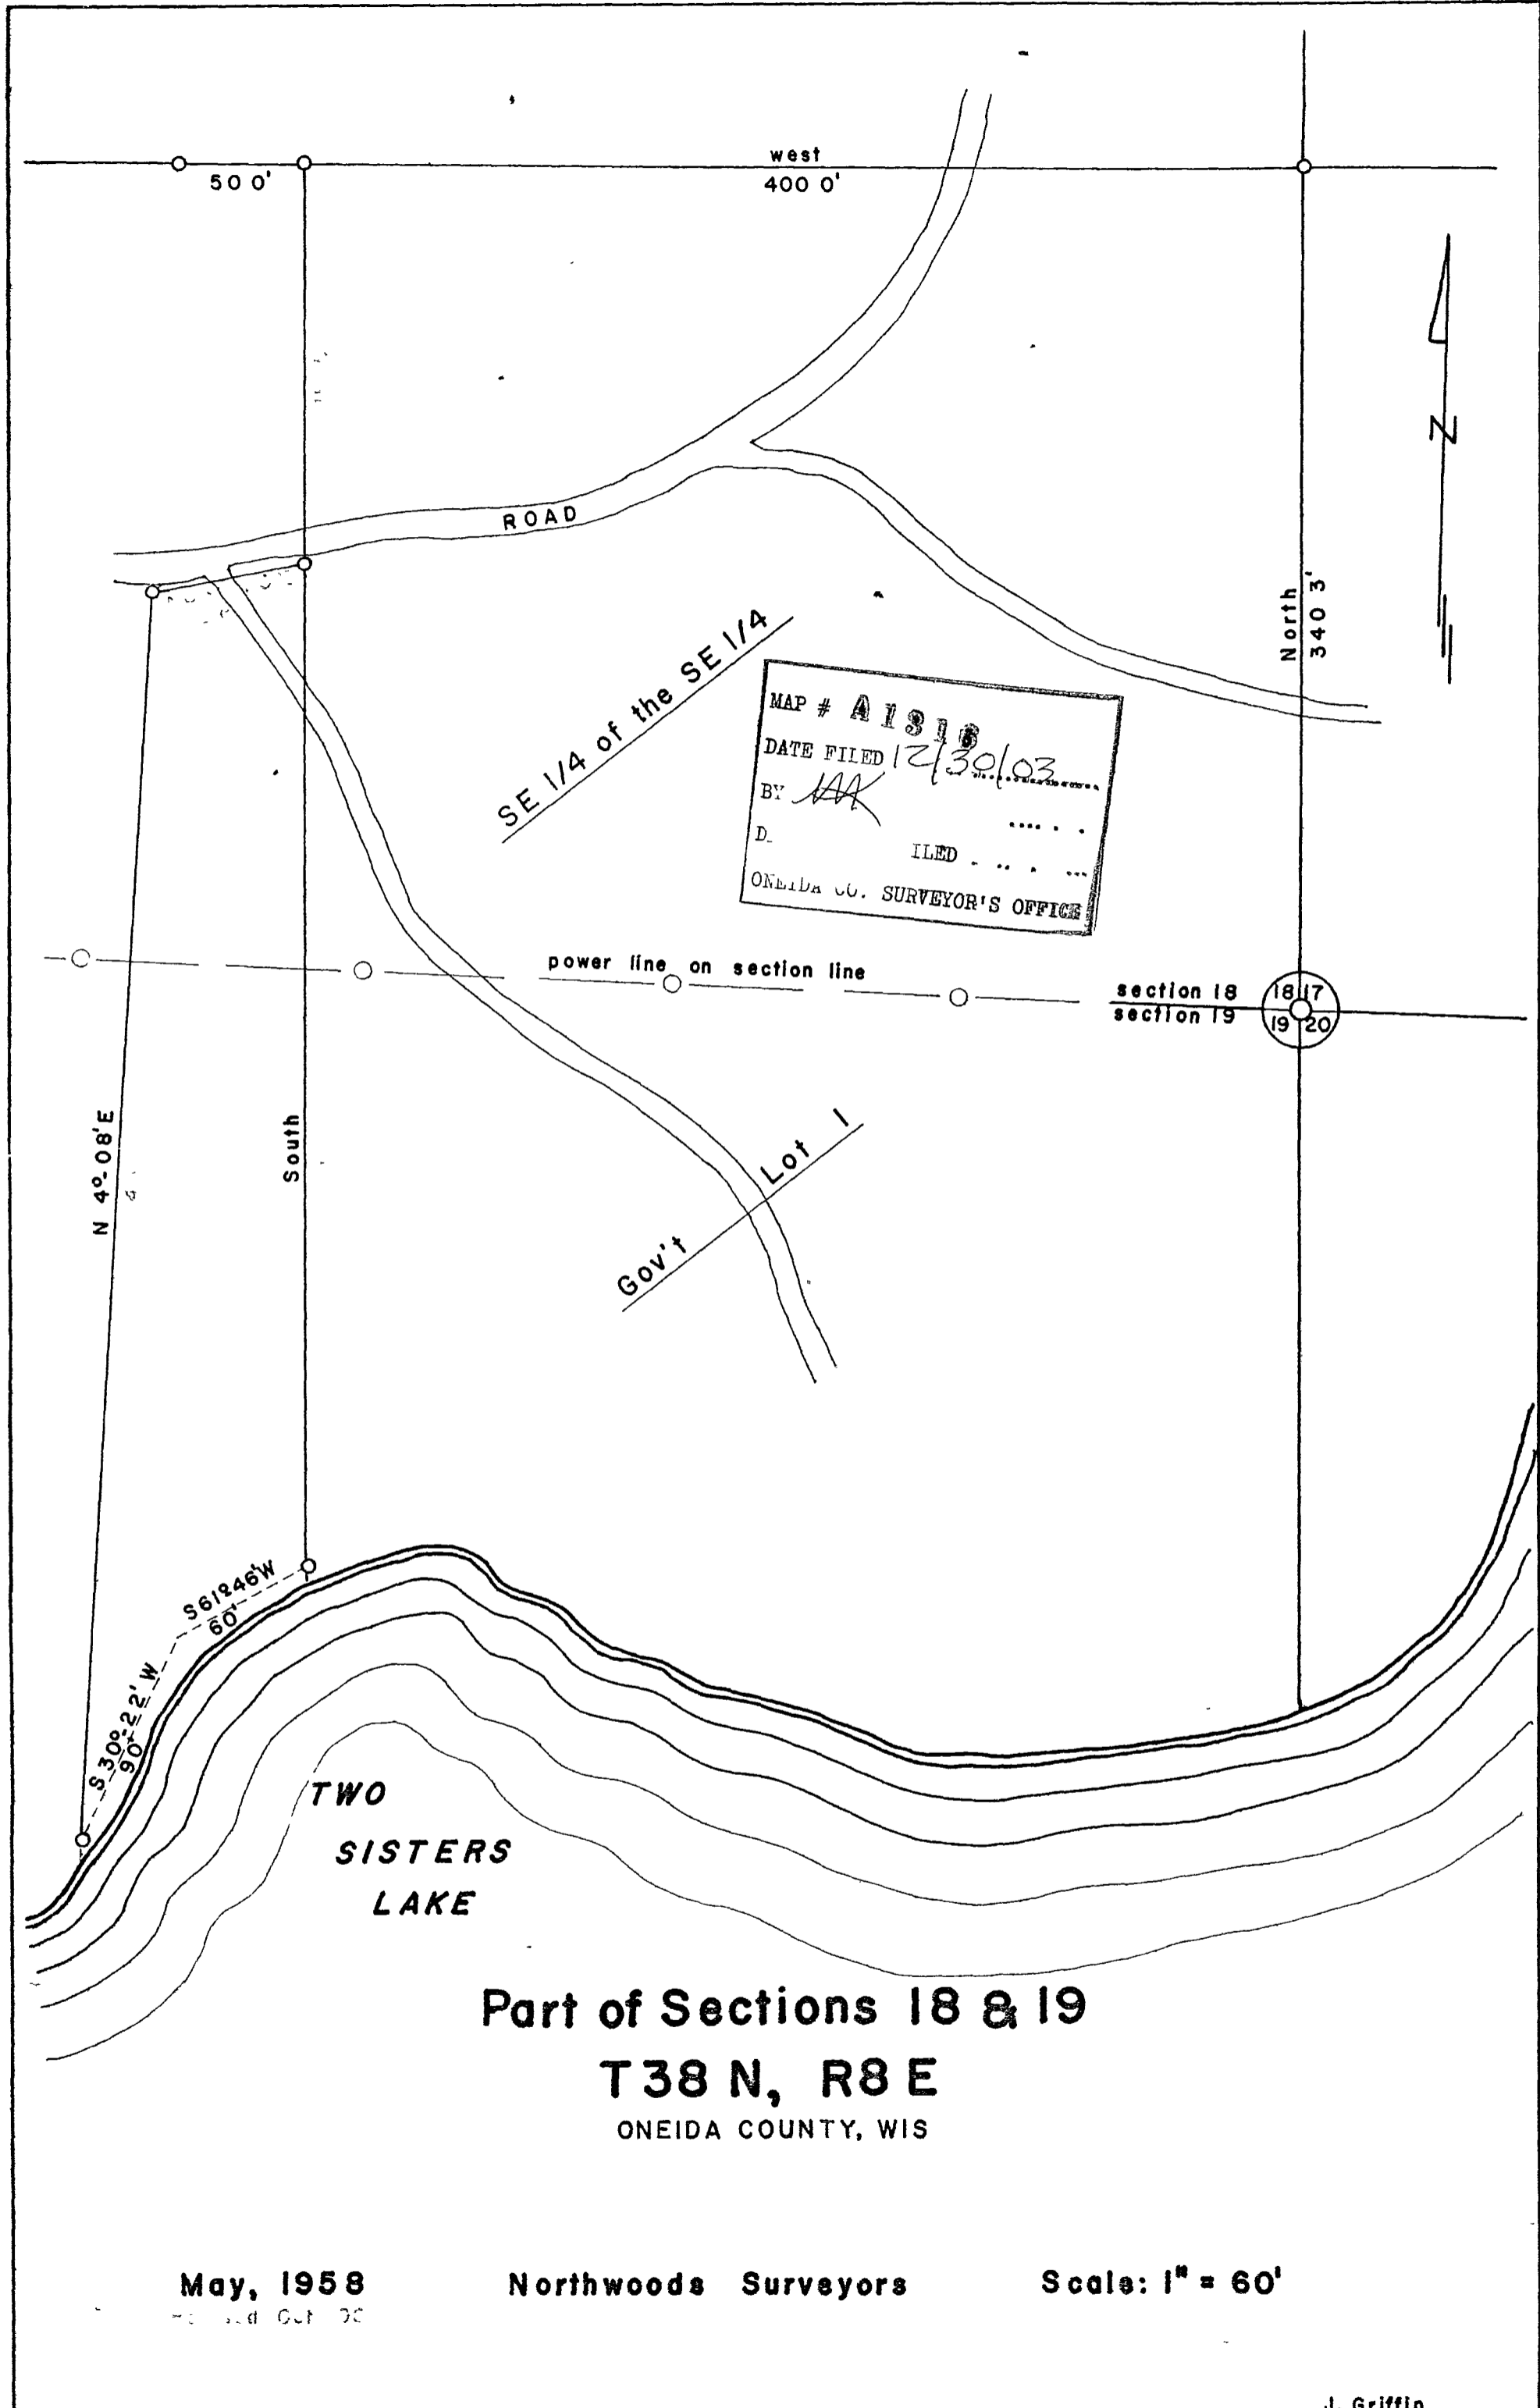 west
50 0'
400 0'
N
ROAD
North
340 3'
SE 1/4 of the SE 1/4
MAP # A1316
DATE FILED 12/30/03
BY
ILED
ONEIDA CO. SURVEYOR'S OFFICE
power line on section line
section 18
section 19
18 17
19 20
N 4°-08'E
South
Gov't Lot 1
S61°46'W
60'
S 30°-22' W
90'
TWO
SISTERS
LAKE
Part of Sections 18 & 19
T38N, R8E
ONEIDA COUNTY, WIS
May, 1958 Northwoods Surveyors Scale: 1" = 60'
Oct
J. Griffin